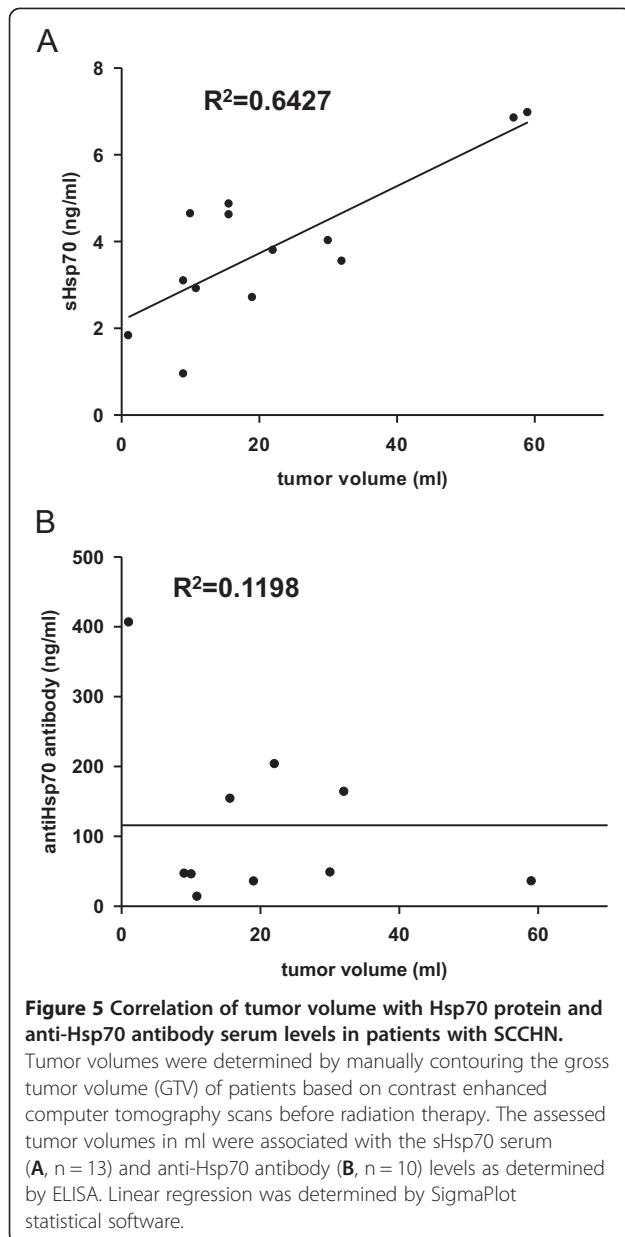 A
R²=0.6427
8
6
4
2
0
sHsp70 (ng/ml)
0 20 40 60
tumor volume (ml)
B
R²=0.1198
500
400
300
200
100
0
antiHsp70 antibody (ng/ml)
0 20 40 60
tumor volume (ml)
Figure 5 Correlation of tumor volume with Hsp70 protein and
anti-Hsp70 antibody serum levels in patients with SCCHN.
Tumor volumes were determined by manually contouring the gross
tumor volume (GTV) of patients based on contrast enhanced
computer tomography scans before radiation therapy. The assessed
tumor volumes in ml were associated with the sHsp70 serum
(A, n = 13) and anti-Hsp70 antibody (B, n = 10) levels as determined
by ELISA. Linear regression was determined by SigmaPlot
statistical software.